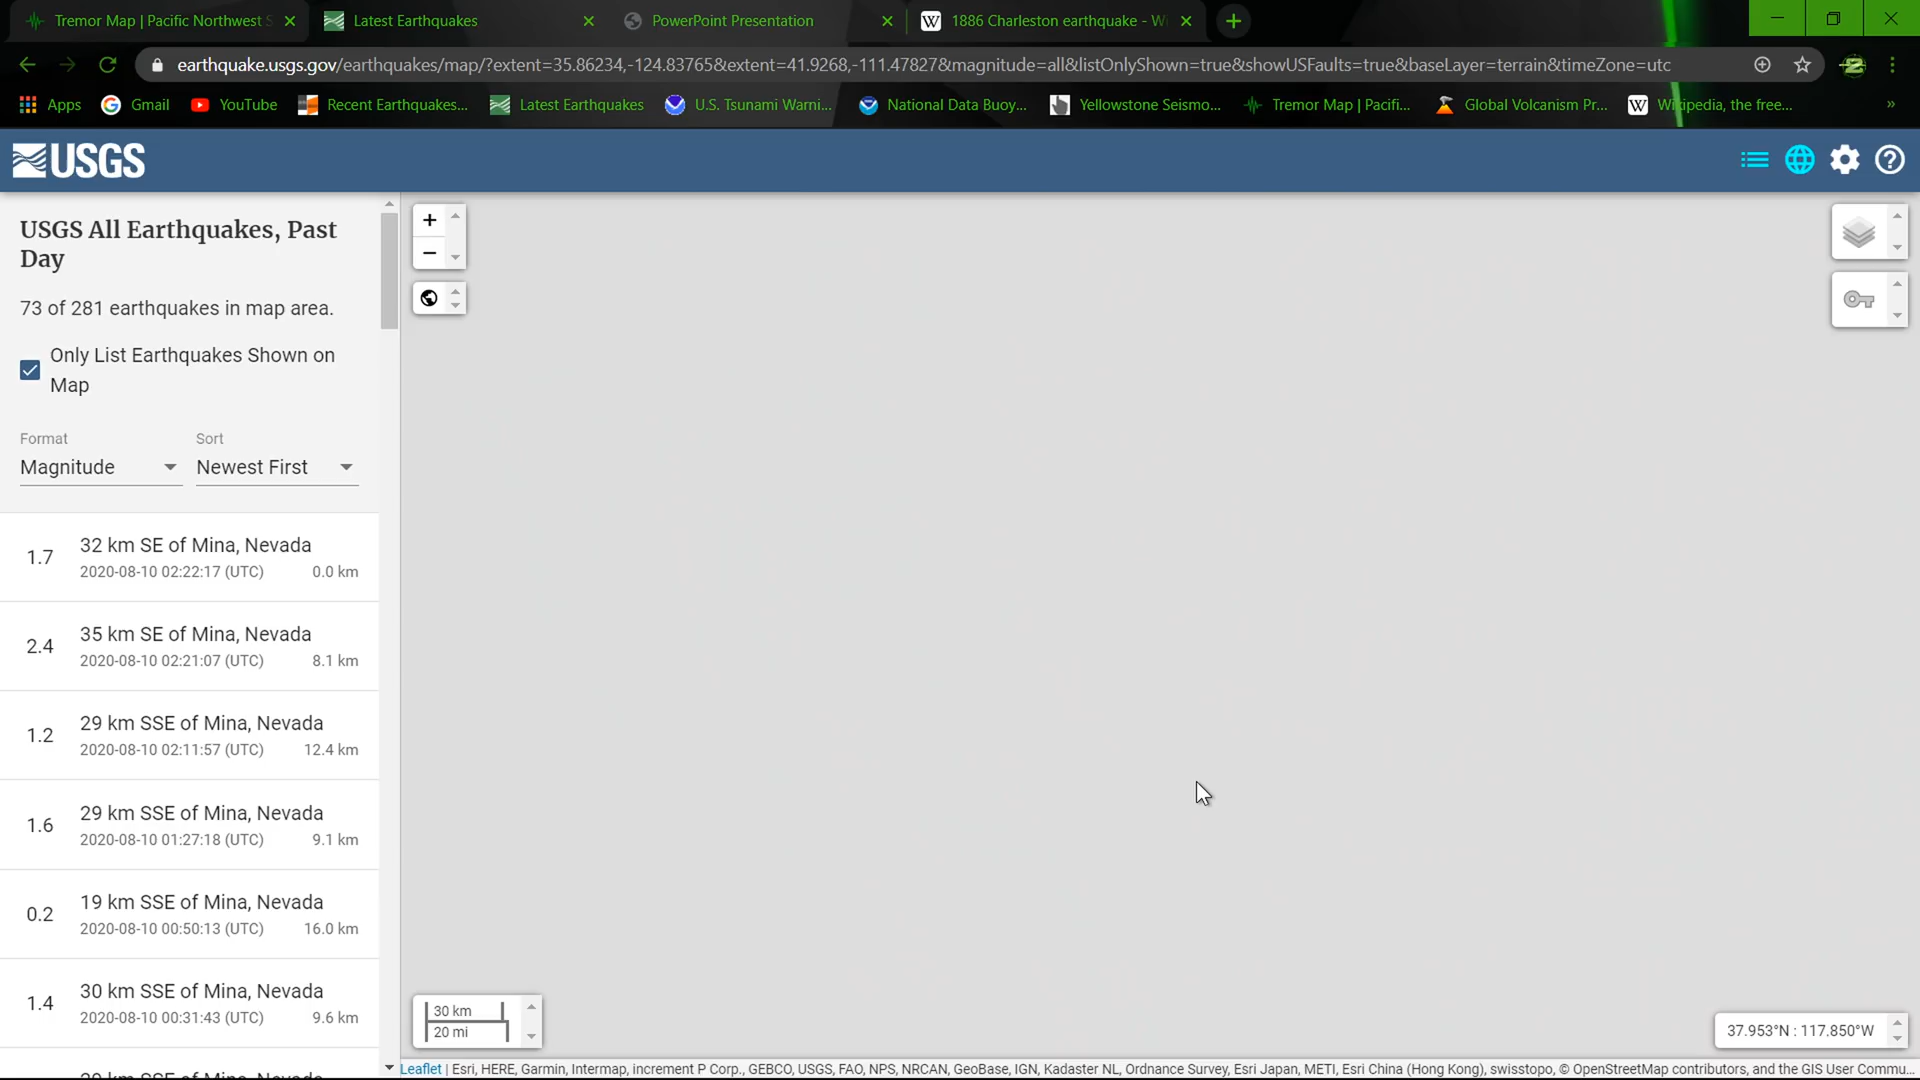 Tremor Map | Pacific Northwest S
Latest Earthquakes
PowerPoint Presentation
W 1886 Charleston earthquake - Wi
earthquake.usgs.gov/earthquakes/map/?extent=35.86234,-124.83765&extent=41.9268,-111.47827&magnitude=all&listOnlyShown=true&showUSFaults=true&baseLayer=terrain&timeZone=utc
Apps
Gmail
YouTube
Recent Earthquakes...
Latest Earthquakes
U.S. Tsunami Warni...
National Data Buoy...
Yellowstone Seismo...
Tremor Map | Pacifi...
Global Volcanism Pr...
W Wikipedia, the free...
»
USGS
USGS All Earthquakes, Past
Day
73 of 281 earthquakes in map area.
Only List Earthquakes Shown on
Map
Format
Sort
Magnitude
Newest First
1.7
32 km SE of Mina, Nevada
2020-08-10 02:22:17 (UTC) 0.0 km
2.4
35 km SE of Mina, Nevada
2020-08-10 02:21:07 (UTC) 8.1 km
1.2
29 km SSE of Mina, Nevada
2020-08-10 02:11:57 (UTC) 12.4 km
1.6
29 km SSE of Mina, Nevada
2020-08-10 01:27:18 (UTC) 9.1 km
0.2
19 km SSE of Mina, Nevada
2020-08-10 00:50:13 (UTC) 16.0 km
1.4
30 km SSE of Mina, Nevada
2020-08-10 00:31:43 (UTC) 9.6 km
+
−
30 km
20 mi
37.953°N : 117.850°W
Leaflet | Esri, HERE, Garmin, Intermap, increment P Corp., GEBCO, USGS, FAO, NPS, NRCAN, GeoBase, IGN, Kadaster NL, Ordnance Survey, Esri Japan, METI, Esri China (Hong Kong), swisstopo, © OpenStreetMap contributors, and the GIS User Commu...